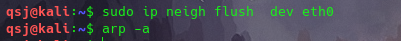 qsj@kali:~$ sudo ip neigh flush  dev eth0
qsj@kali:~$ arp -a